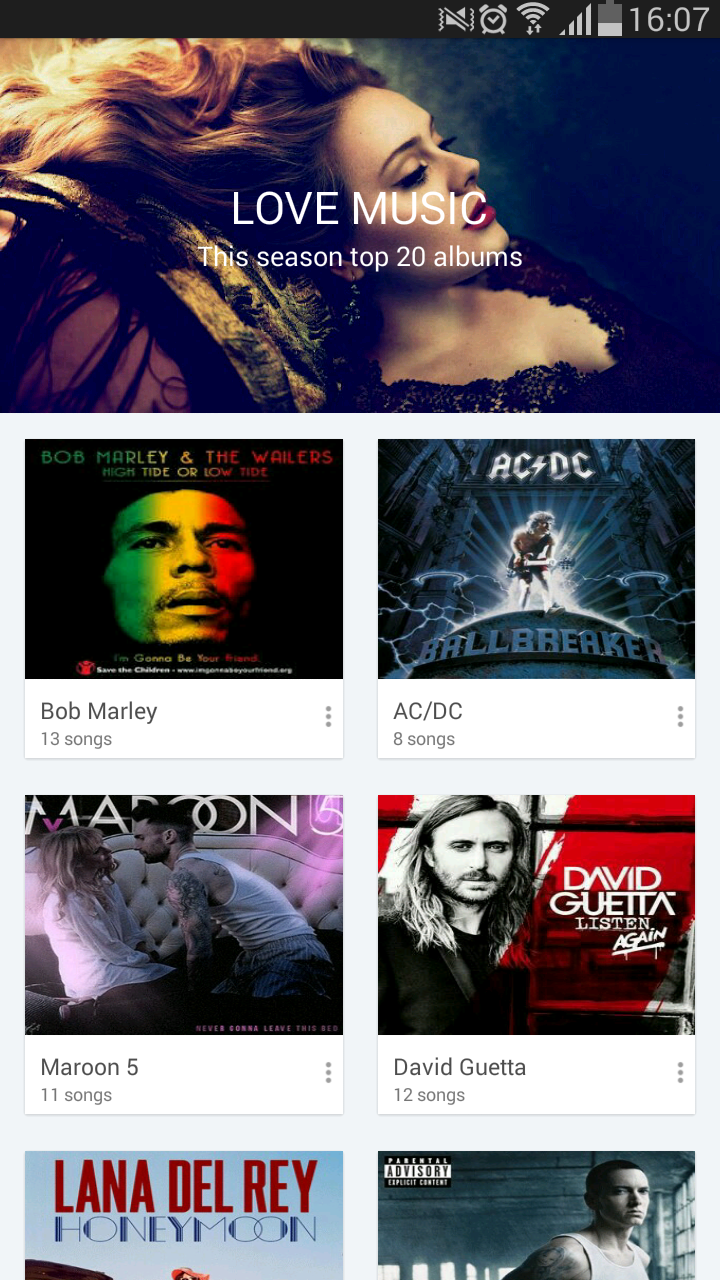 16:07
LOVE MUSIC
This season top 20 albums
BOB MARLEY & THE WAILERS
HIGH TIDE OR LOW TIDE
I'm Gonna Be Your friend.
Save the Children - www.imgonnabeyourfriend.org
Bob Marley
13 songs
AC/DC
BALLBREAKER
AC/DC
8 songs
MAROON 5
NEVER GONNA LEAVE THIS BED
Maroon 5
11 songs
DAVID
GUETTA
LISTEN
AGAIN
David Guetta
12 songs
LANA DEL REY
HONEYMOON
PARENTAL
ADVISORY
EXPLICIT CONTENT